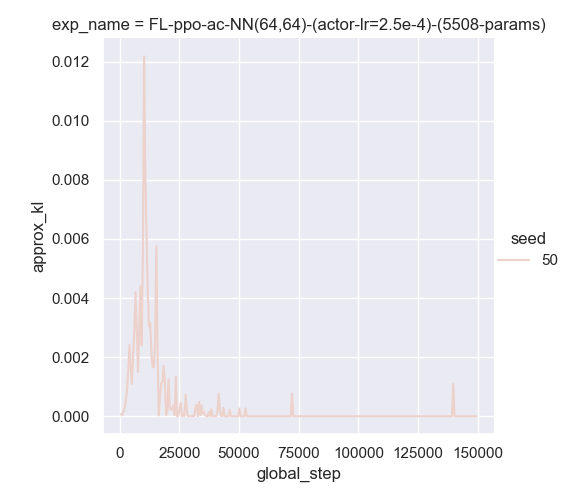 exp_name = FL-ppo-ac-NN(64,64)-(actor-lr=2.5e-4)-(5508-params)
0.012
0.010
0.008
0.006
0.004
0.002
0.000
approx_kl
0 25000 50000 75000 100000 125000 150000
global_step
seed
50